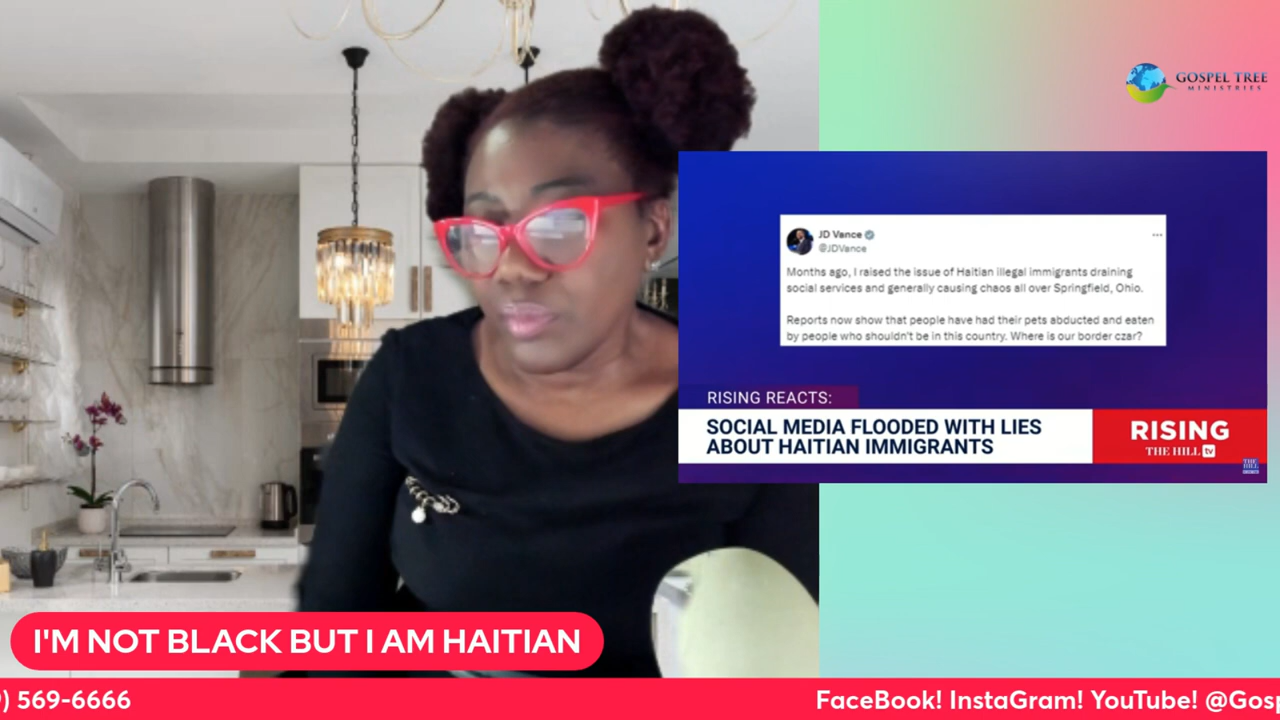 GOSPEL TREE
MINISTRIES
JD Vance
@JDVance
Months ago, I raised the issue of Haitian illegal immigrants draining
social services and generally causing chaos all over Springfield, Ohio.
Reports now show that people have had their pets abducted and eaten
by people who shouldn't be in this country. Where is our border czar?
RISING REACTS:
SOCIAL MEDIA FLOODED WITH LIES
ABOUT HAITIAN IMMIGRANTS
RISING
THE HILL tv
THE
HILL
I'M NOT BLACK BUT I AM HAITIAN
) 569-6666
FaceBook! InstaGram! YouTube! @Gosp